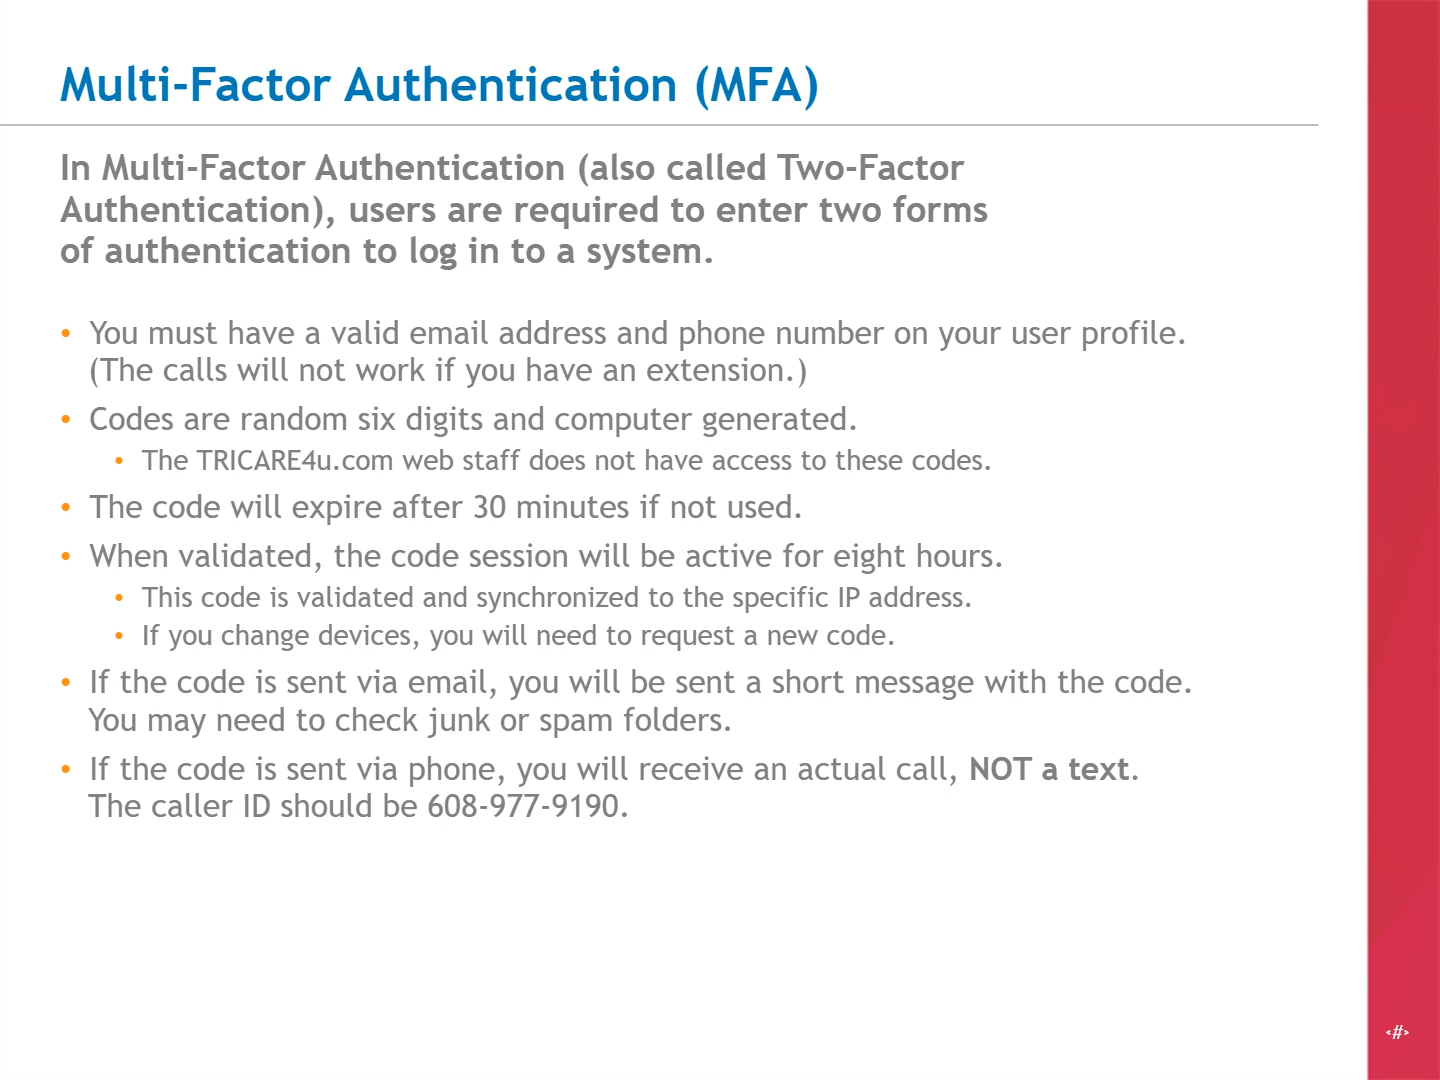 Multi-Factor Authentication (MFA)
In Multi-Factor Authentication (also called Two-Factor
Authentication), users are required to enter two forms
of authentication to log in to a system.
• You must have a valid email address and phone number on your user profile.
(The calls will not work if you have an extension.)
• Codes are random six digits and computer generated.
• The TRICARE4u.com web staff does not have access to these codes.
• The code will expire after 30 minutes if not used.
• When validated, the code session will be active for eight hours.
• This code is validated and synchronized to the specific IP address.
• If you change devices, you will need to request a new code.
• If the code is sent via email, you will be sent a short message with the code.
You may need to check junk or spam folders.
• If the code is sent via phone, you will receive an actual call, NOT a text.
The caller ID should be 608-977-9190.
‹#›